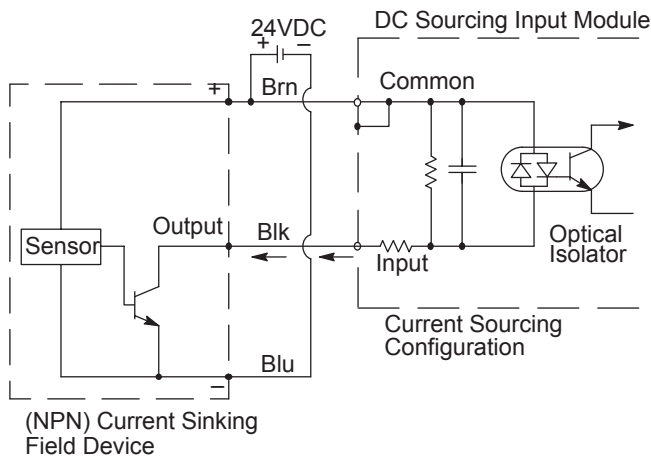 DC Sourcing Input Module
24VDC
+ –
+ Brn Common
Output Blk
Sensor
Input
Optical
Isolator
Current Sourcing
Configuration
Blu
–
(NPN) Current Sinking
Field Device